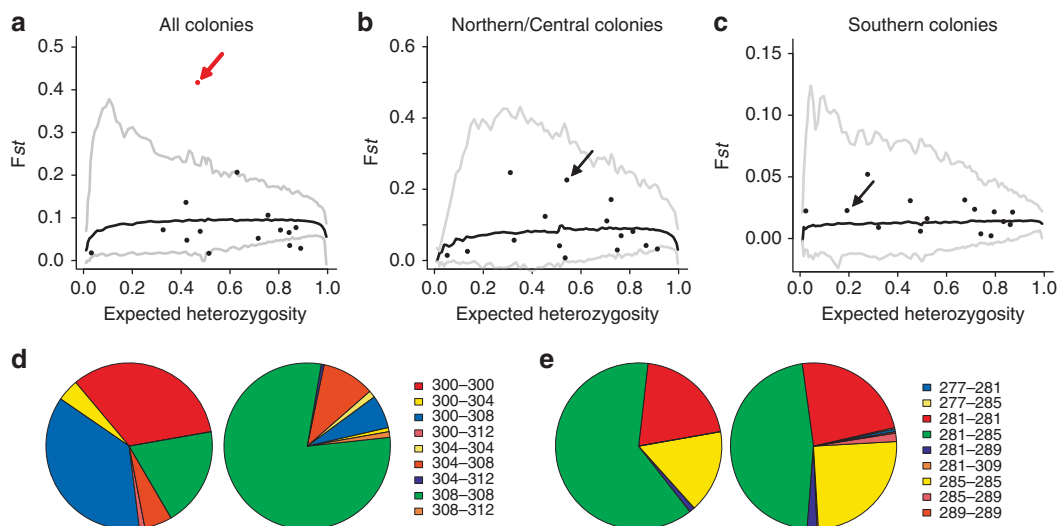 a All colonies
0.5
0.4
0.3
0.2
0.1
0.0
Fst
0.0 0.2 0.4 0.6 0.8 1.0
Expected heterozygosity
b Northern/Central colonies
0.6
0.4
0.2
0.0
Fst
0.0 0.2 0.4 0.6 0.8 1.0
Expected heterozygosity
c Southern colonies
0.15
0.10
0.05
0.00
Fst
0.0 0.2 0.4 0.6 0.8 1.0
Expected heterozygosity
d
300–300
300–304
300–308
300–312
304–304
304–308
304–312
308–308
308–312
e
277–281
277–285
281–281
281–285
281–289
281–309
285–285
285–289
289–289